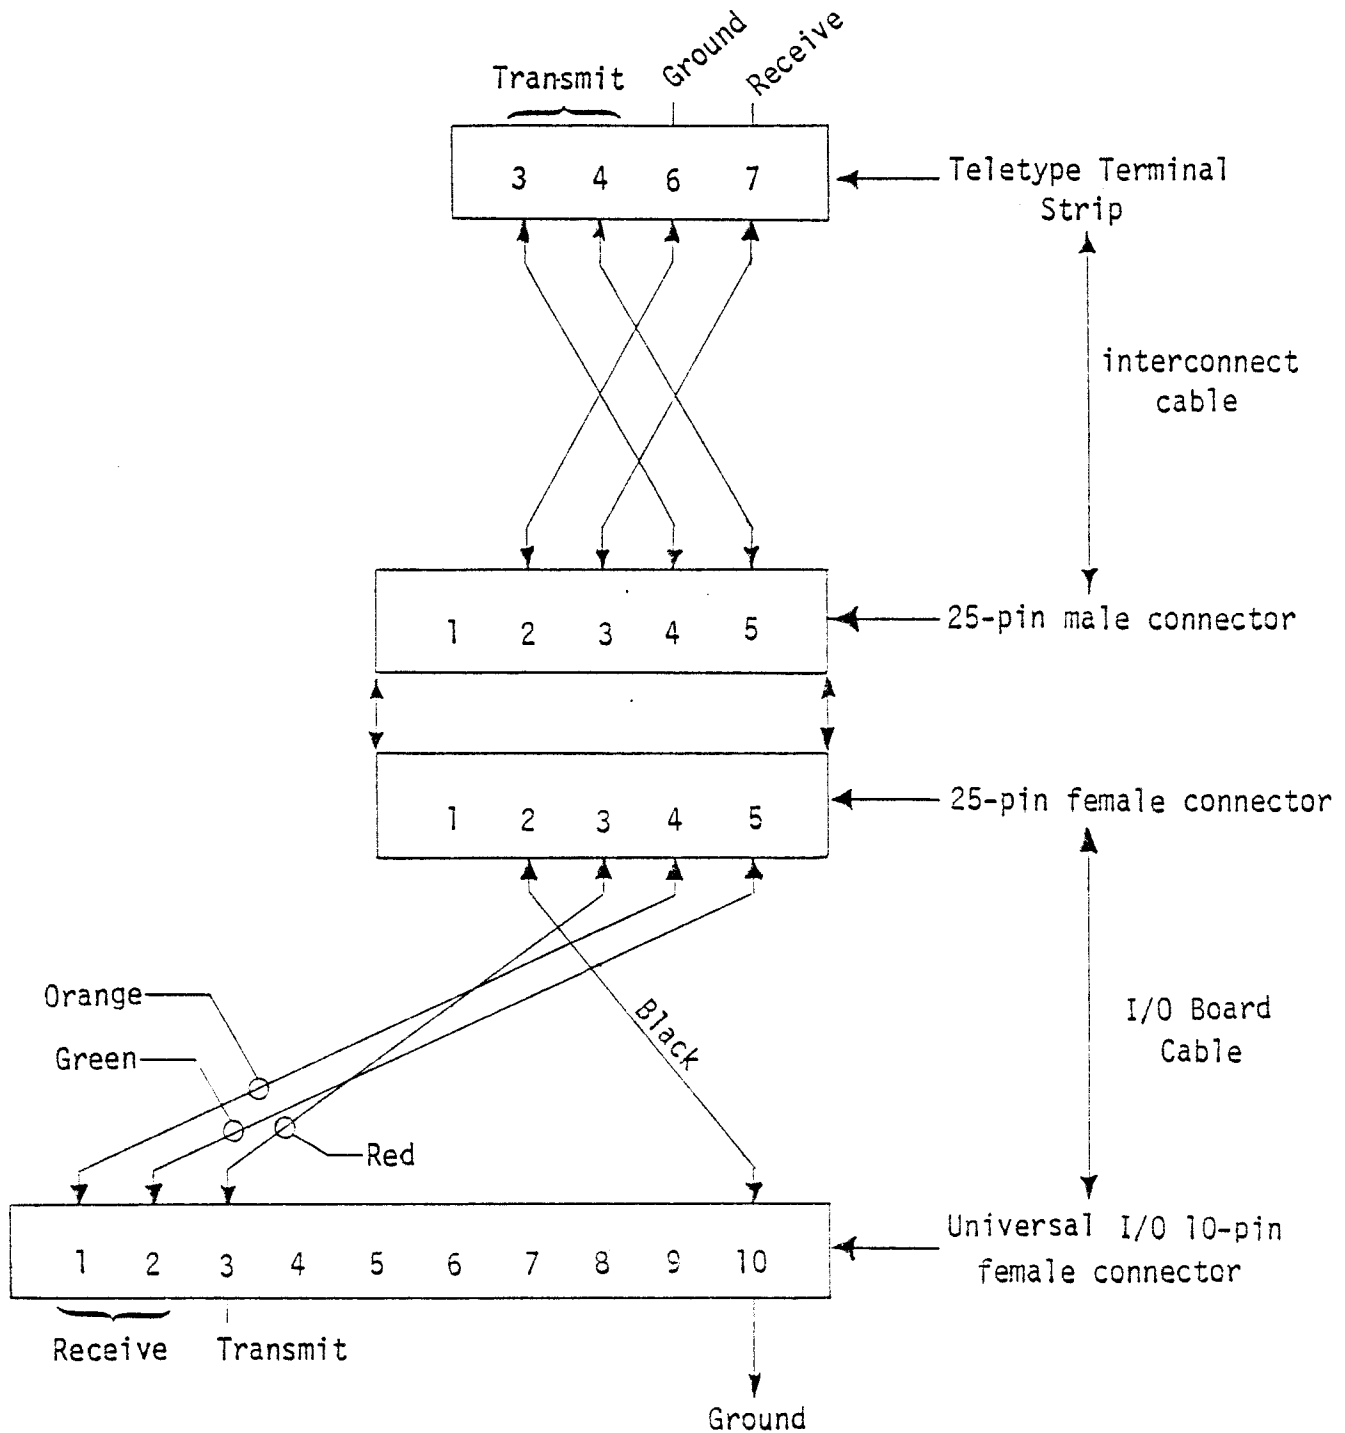 Transmit
Ground
Receive
3 4 6 7
Teletype Terminal
Strip
interconnect
cable
1 2 3 4 5
25-pin male connector
1 2 3 4 5
25-pin female connector
Orange
Green
Black
Red
I/O Board
Cable
1 2 3 4 5 6 7 8 9 10
Universal I/O 10-pin
female connector
Receive
Transmit
Ground